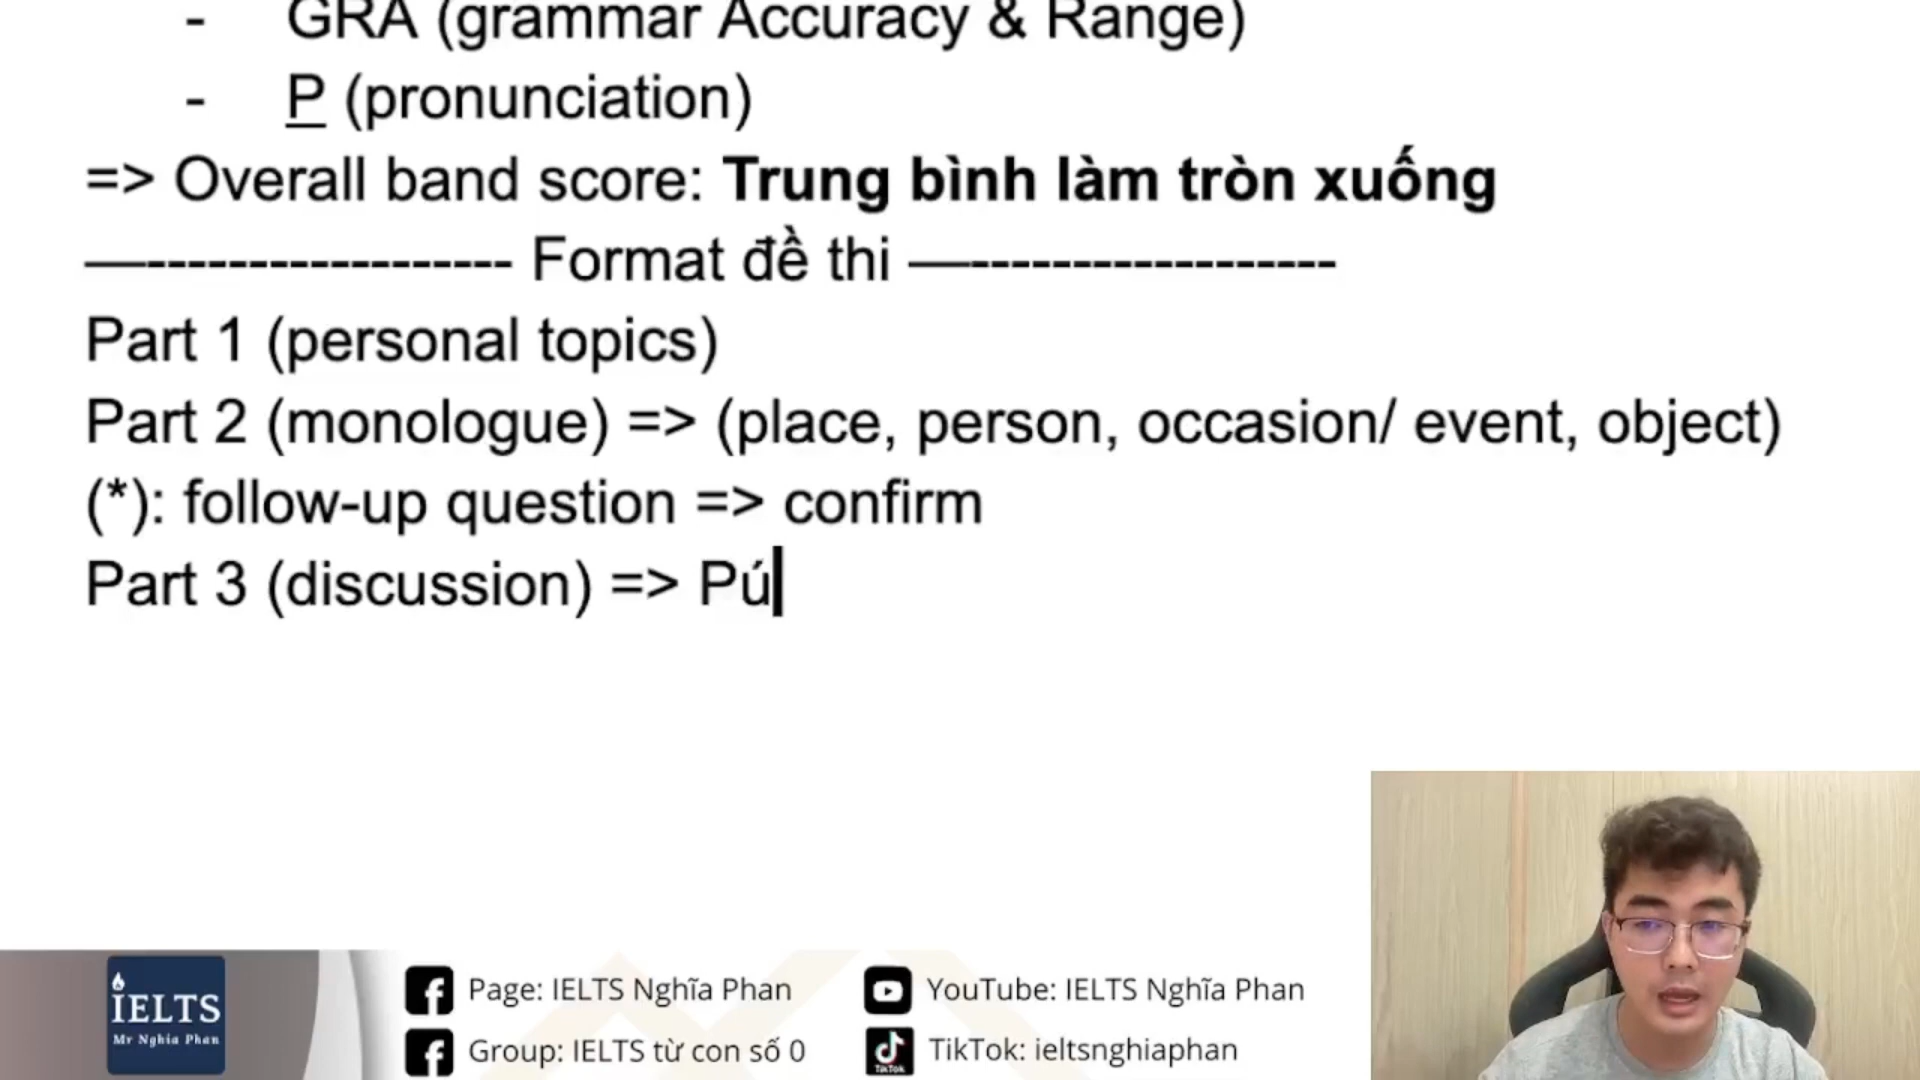 - GRA (grammar Accuracy & Range)
- P (pronunciation)
=> Overall band score: Trung bình làm tròn xuống
—------------------ Format đề thi —------------------
Part 1 (personal topics)
Part 2 (monologue) => (place, person, occasion/ event, object)
(*): follow-up question => confirm
Part 3 (discussion) => Pú
IELTS
Mr Nghia Phan
Page: IELTS Nghĩa Phan
Group: IELTS từ con số 0
YouTube: IELTS Nghĩa Phan
TikTok
TikTok: ieltsnghiaphan